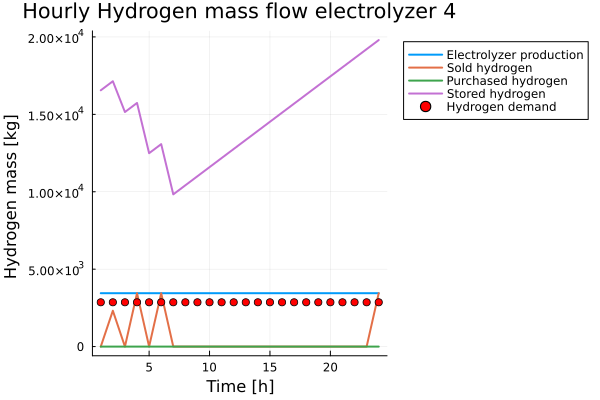 Hourly Hydrogen mass flow electrolyzer 4
Hydrogen mass [kg]
2.00×10⁴
1.50×10⁴
1.00×10⁴
5.00×10³
0
5
10
15
20
Time [h]
Electrolyzer production
Sold hydrogen
Purchased hydrogen
Stored hydrogen
Hydrogen demand